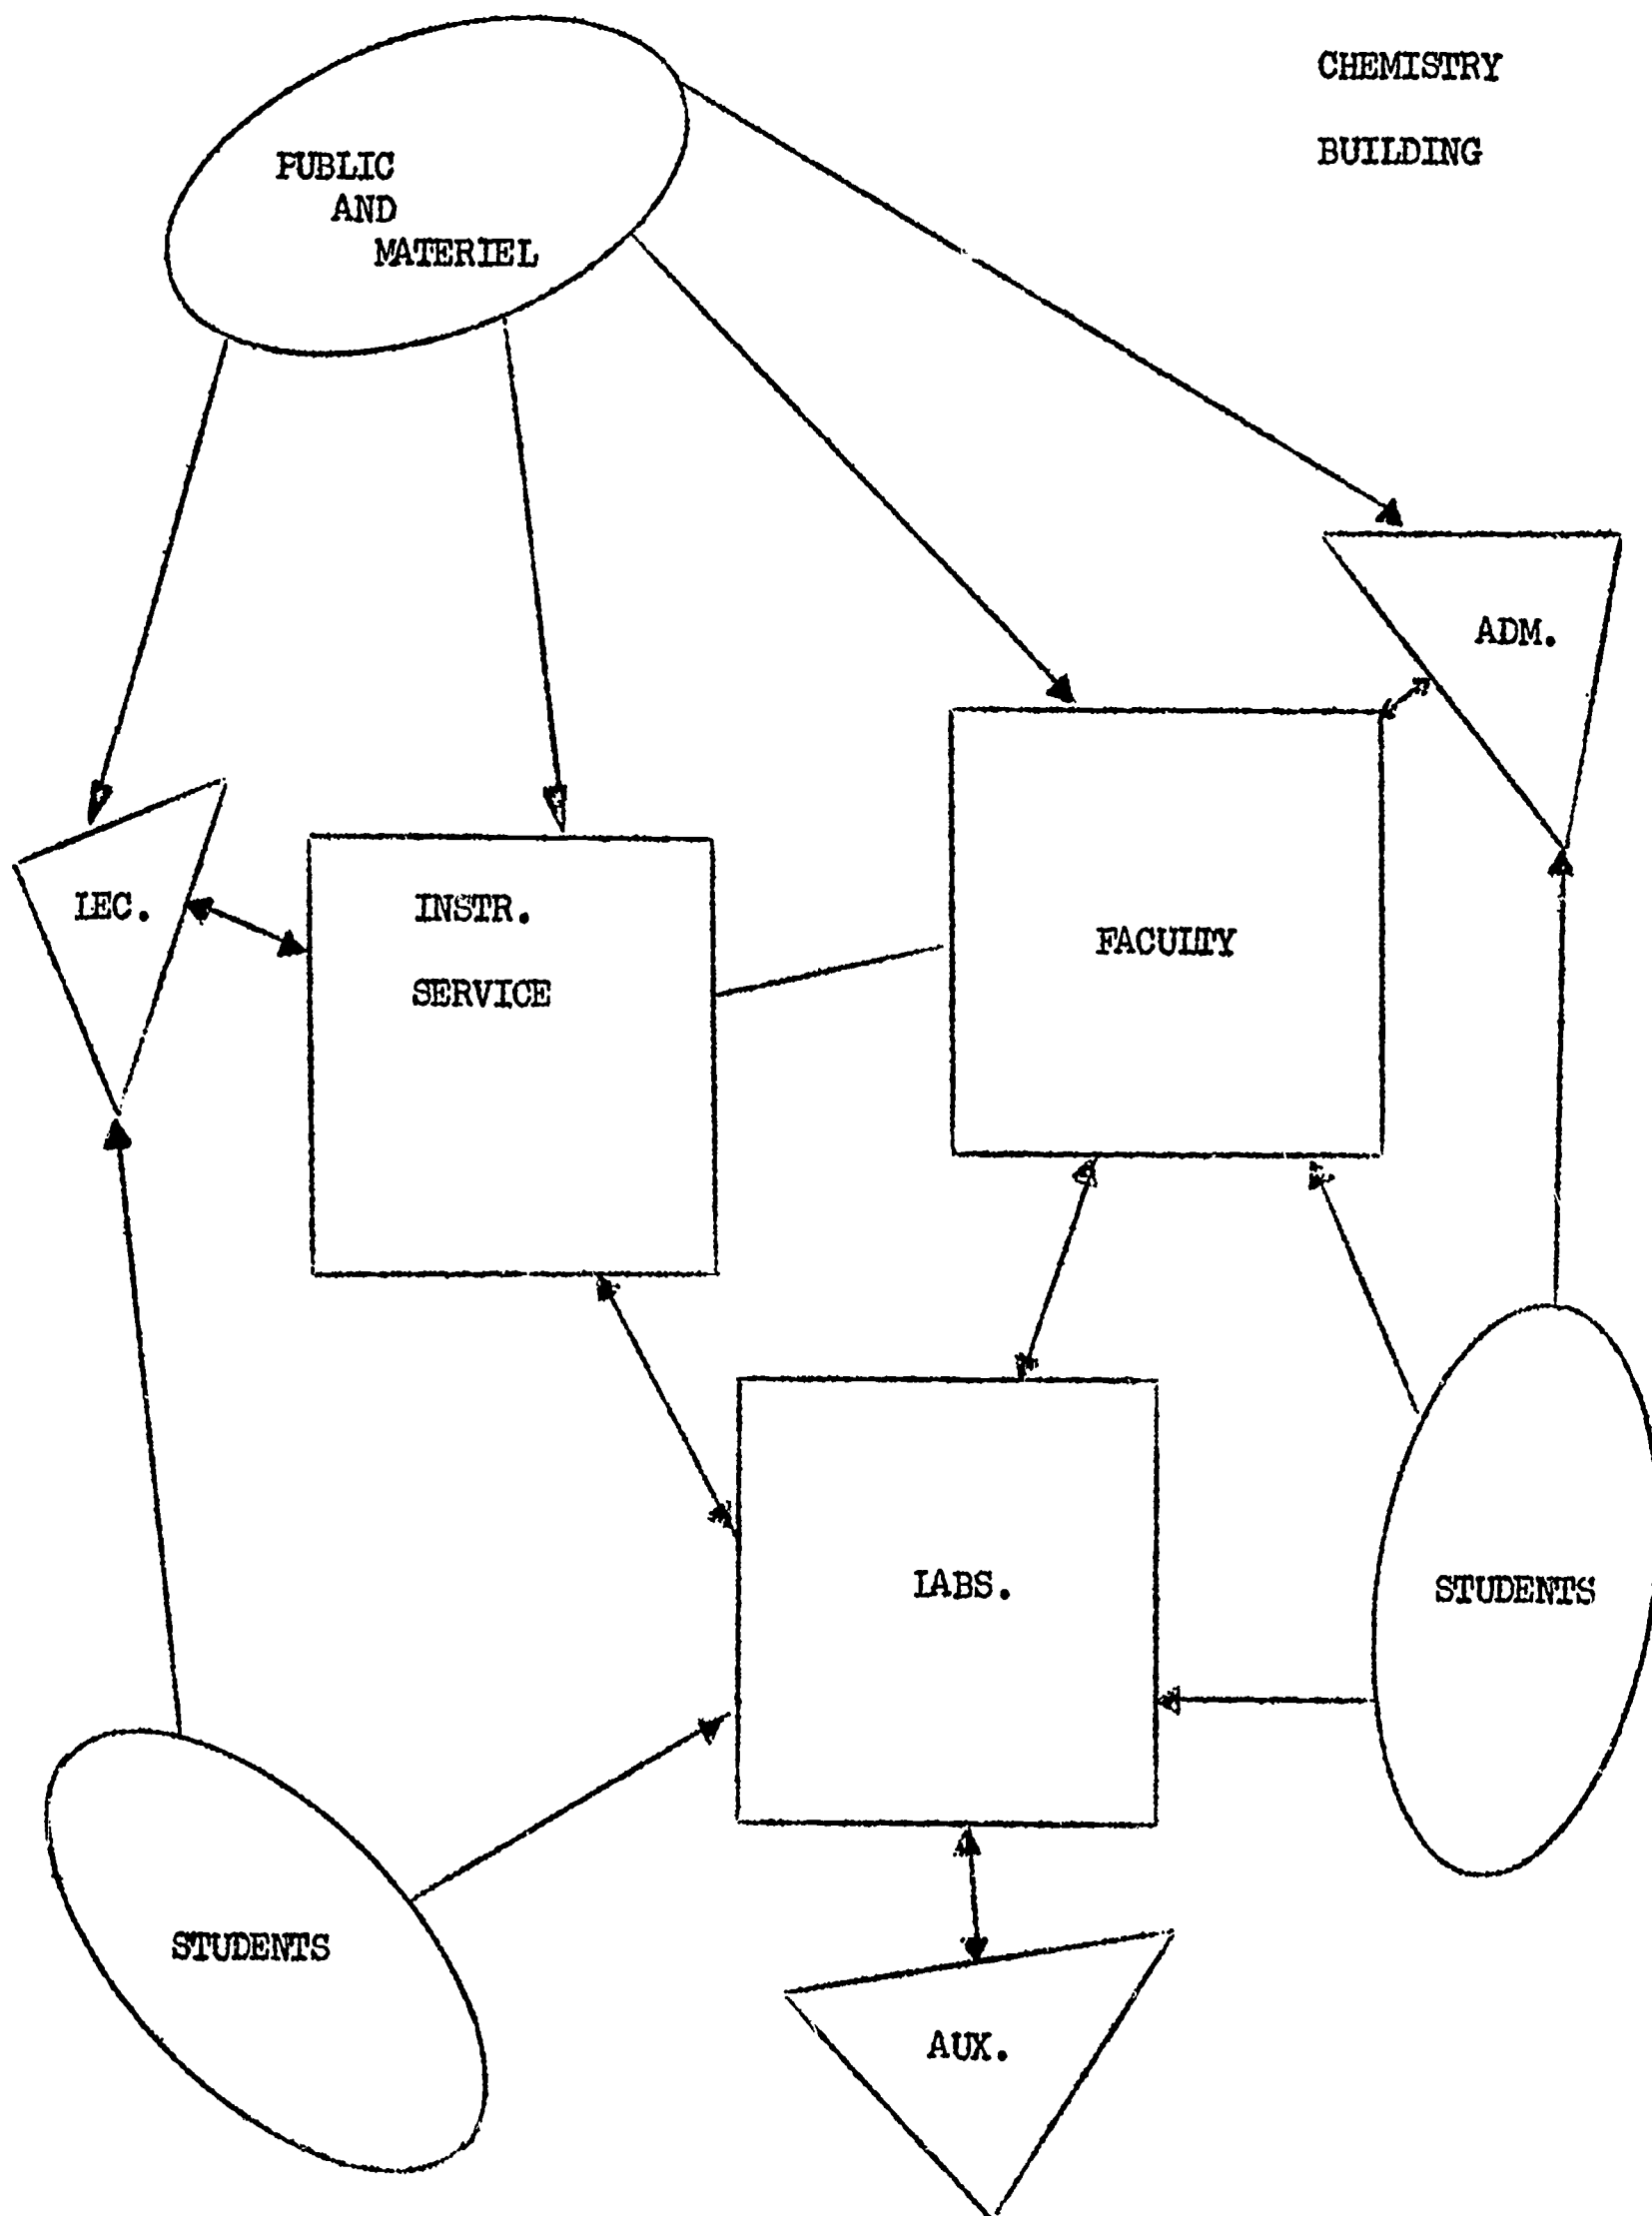 CHEMISTRY
BUILDING
PUBLIC
AND
MATERIEL
ADM.
LEC.
INSTR.
SERVICE
FACULTY
LABS.
STUDENTS
STUDENTS
AUX.